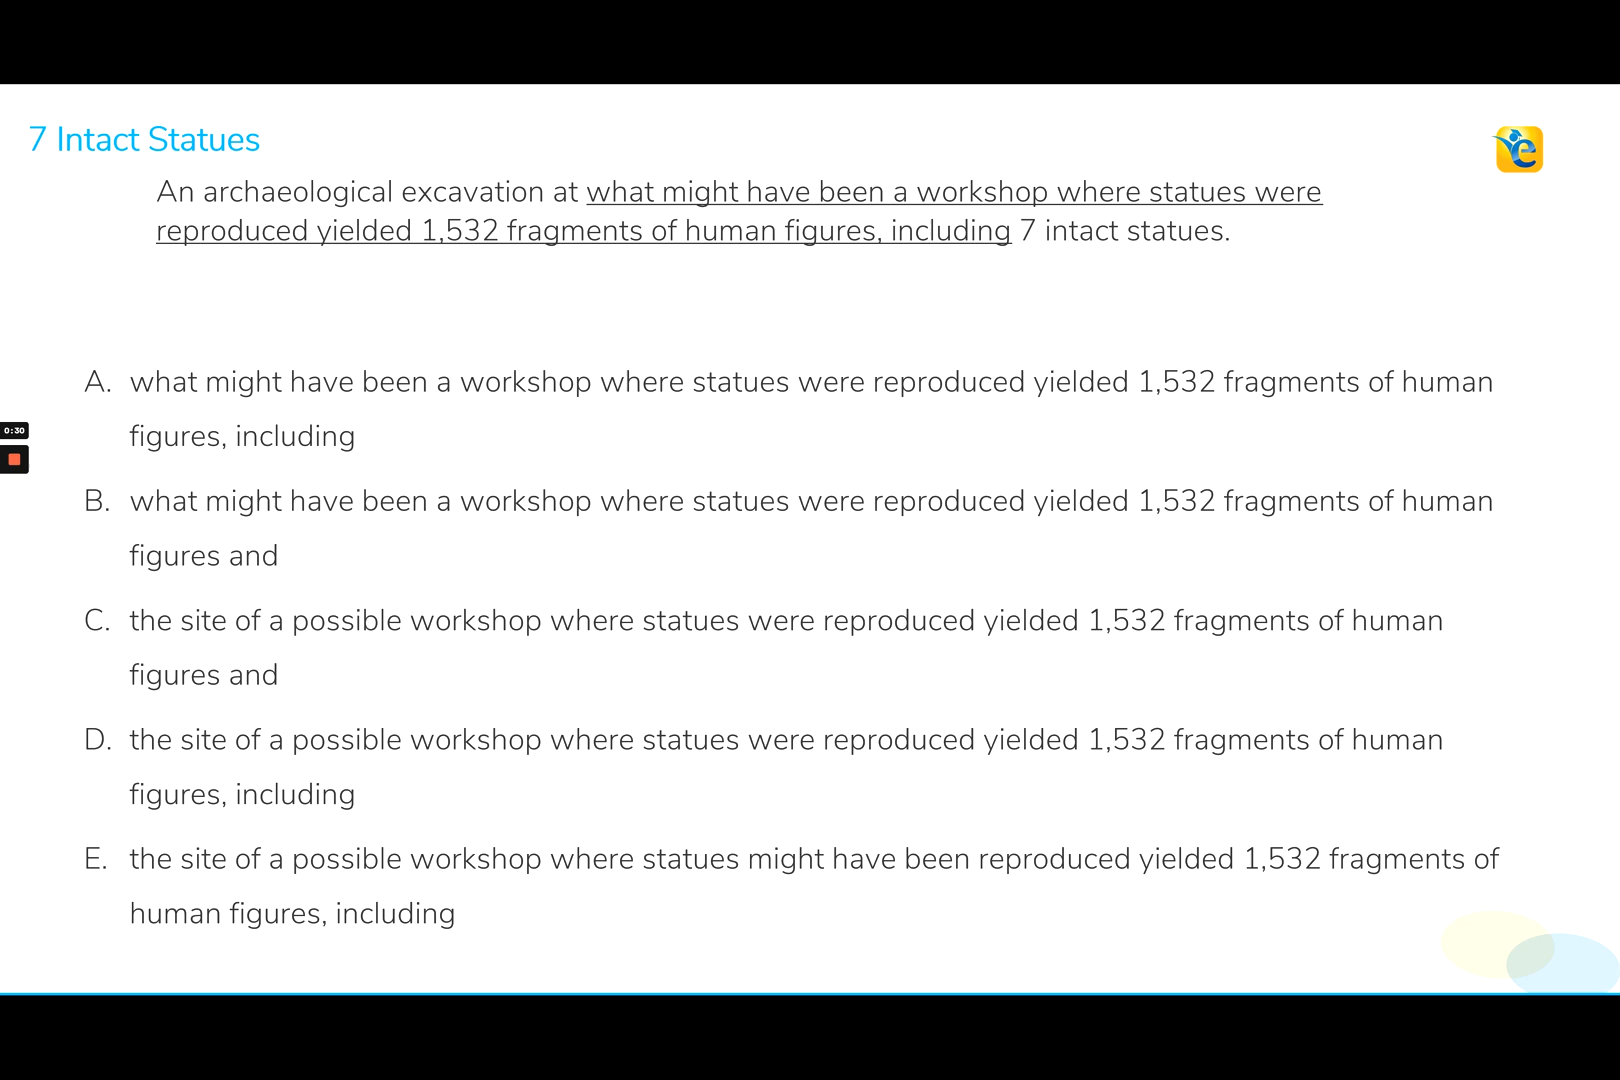 7 Intact Statues
An archaeological excavation at what might have been a workshop where statues were
reproduced yielded 1,532 fragments of human figures, including 7 intact statues.
A. what might have been a workshop where statues were reproduced yielded 1,532 fragments of human
figures, including
0:30
B. what might have been a workshop where statues were reproduced yielded 1,532 fragments of human
figures and
C. the site of a possible workshop where statues were reproduced yielded 1,532 fragments of human
figures and
D. the site of a possible workshop where statues were reproduced yielded 1,532 fragments of human
figures, including
E. the site of a possible workshop where statues might have been reproduced yielded 1,532 fragments of
human figures, including